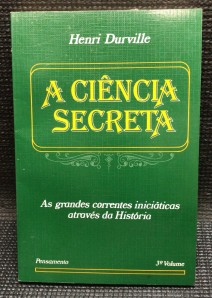 Henri Durville
A CIÊNCIA
SECRETA
As grandes correntes iniciáticas
através da História
Pensamento
3º Volume